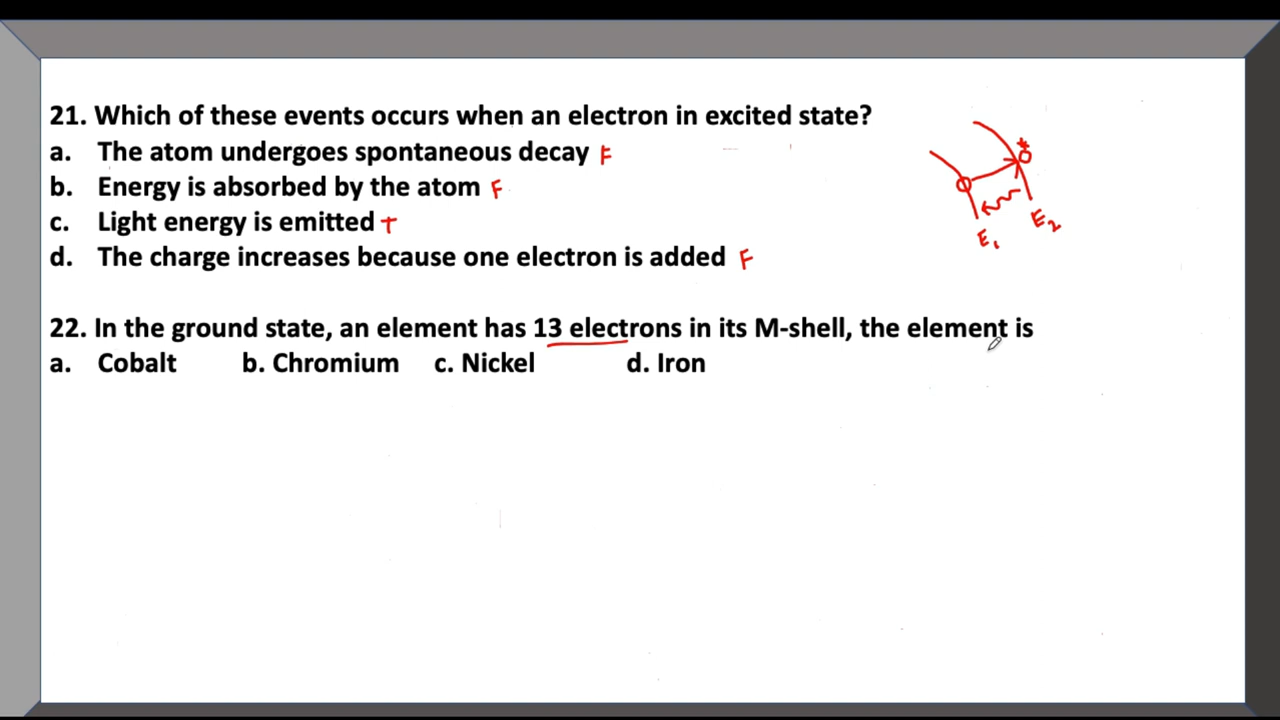 21. Which of these events occurs when an electron in excited state?
a. The atom undergoes spontaneous decay F
b. Energy is absorbed by the atom F
c. Light energy is emitted T
d. The charge increases because one electron is added F
E₁ E₂
22. In the ground state, an element has 13 electrons in its M-shell, the element is
a. Cobalt b. Chromium c. Nickel d. Iron